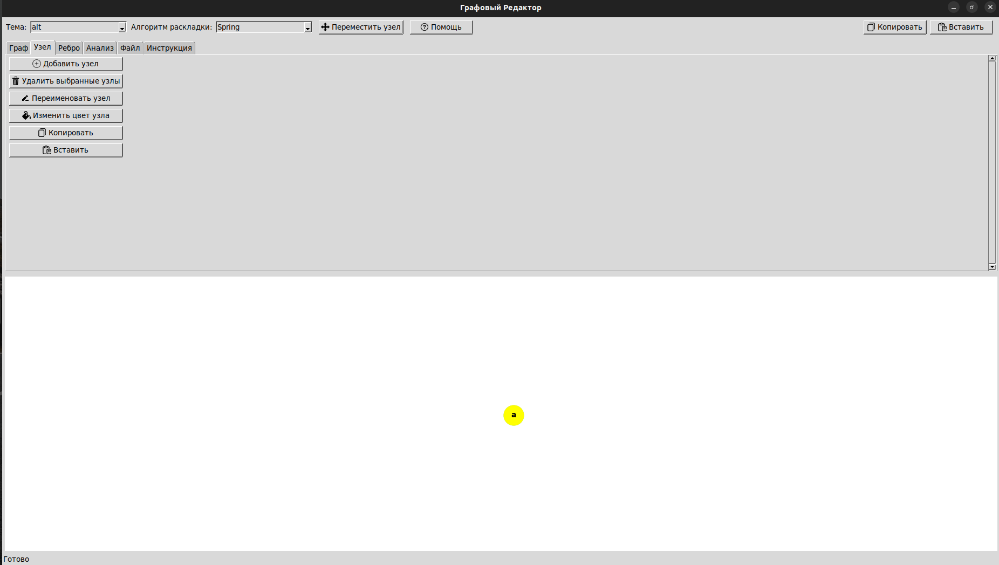 Графовый Редактор
Тема: alt Алгоритм раскладки: Spring Переместить узел Помощь Копировать Вставить
Граф Узел Ребро Анализ Файл Инструкция
Добавить узел
Удалить выбранные узлы
Переименовать узел
Изменить цвет узла
Копировать
Вставить
a
Готово